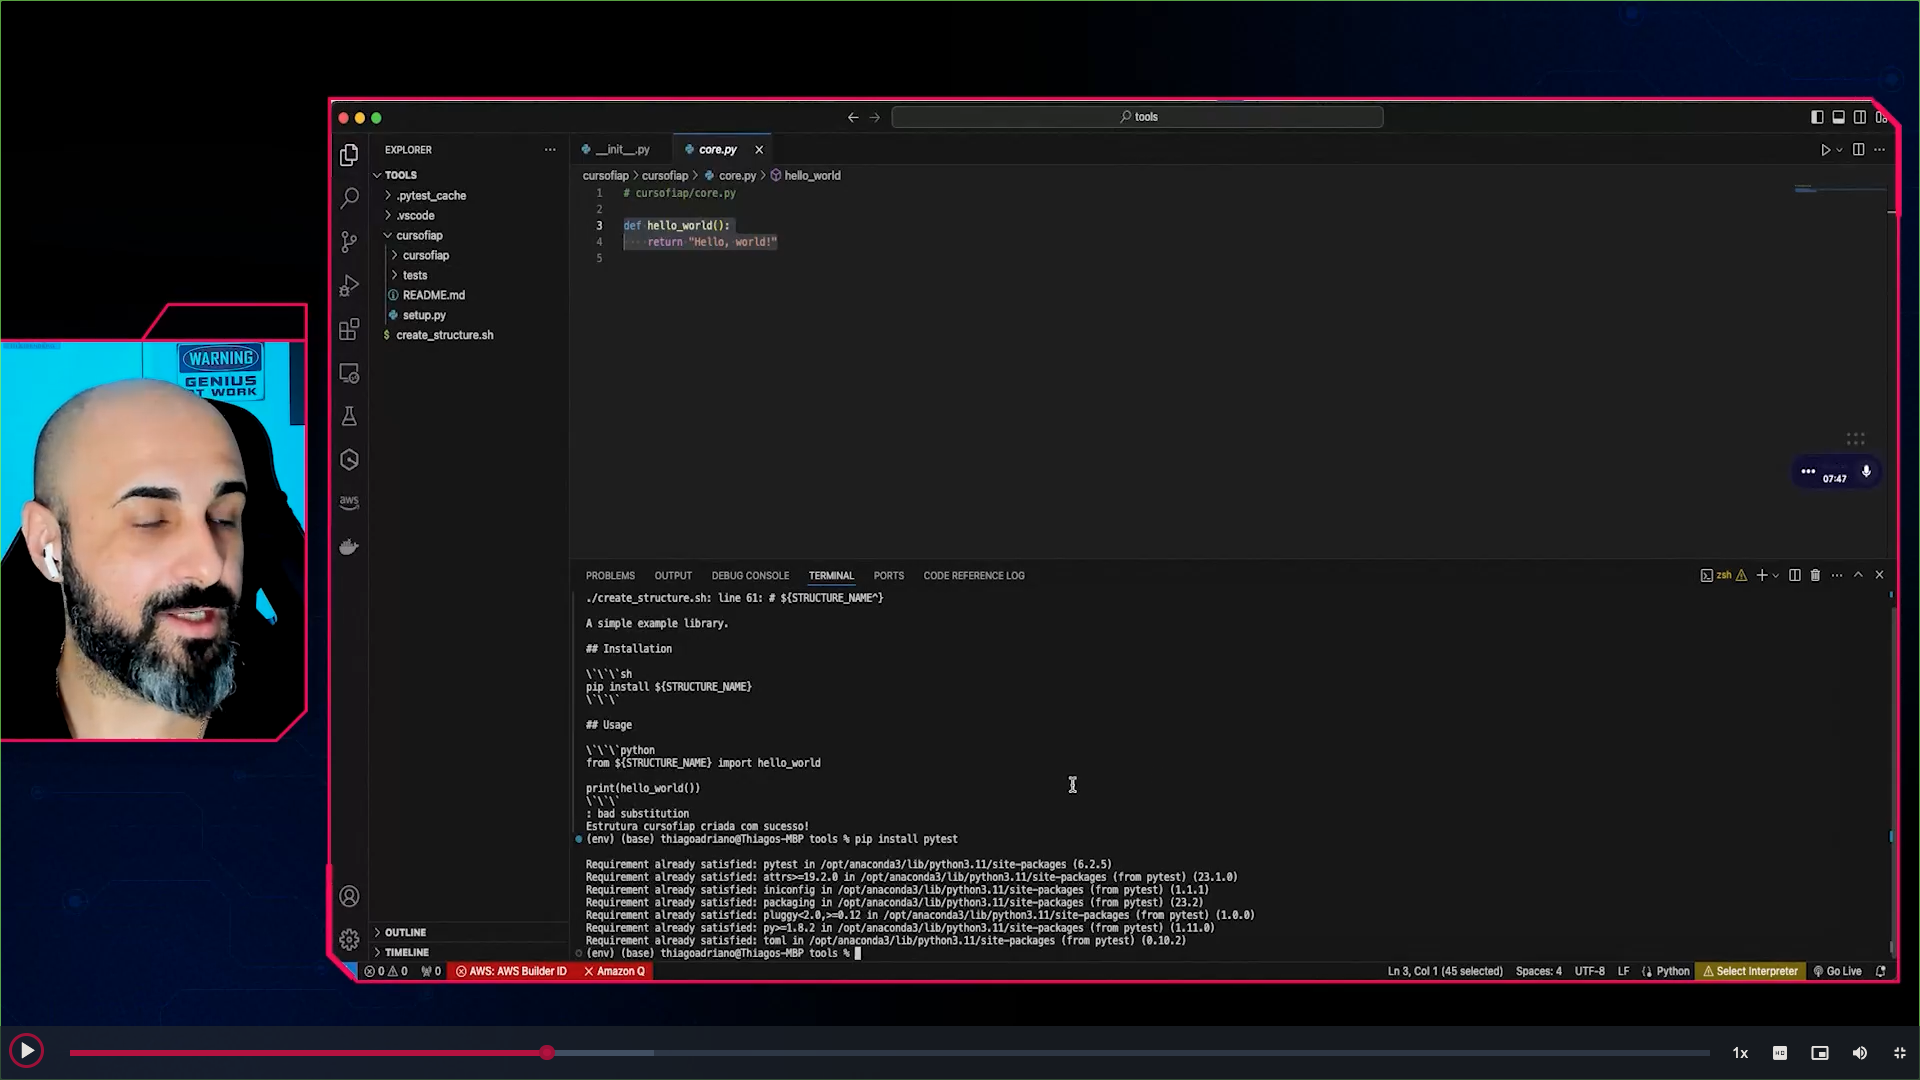 WARNING
GENIUS
AT WORK
tools
EXPLORER
TOOLS
.pytest_cache
.vscode
cursofiap
cursofiap
tests
README.md
setup.py
$ create_structure.sh
OUTLINE
TIMELINE
aws
__init__.py
core.py
cursofiap > cursofiap > core.py > hello_world
1 # cursofiap/core.py
2
3 def hello_world():
4 return "Hello, world!"
5
07:47
PROBLEMS OUTPUT DEBUG CONSOLE TERMINAL PORTS CODE REFERENCE LOG
zsh
./create_structure.sh: line 61: # ${STRUCTURE_NAME^}
A simple example library.
## Installation
\`\`\`sh
pip install ${STRUCTURE_NAME}
\`\`\`
## Usage
\`\`\`python
from ${STRUCTURE_NAME} import hello_world
print(hello_world())
\`\`\`
: bad substitution
Estrutura cursofiap criada com sucesso!
(env) (base) thiagoadriano@Thiagos-MBP tools % pip install pytest
Requirement already satisfied: pytest in /opt/anaconda3/lib/python3.11/site-packages (6.2.5)
Requirement already satisfied: attrs>=19.2.0 in /opt/anaconda3/lib/python3.11/site-packages (from pytest) (23.1.0)
Requirement already satisfied: iniconfig in /opt/anaconda3/lib/python3.11/site-packages (from pytest) (1.1.1)
Requirement already satisfied: packaging in /opt/anaconda3/lib/python3.11/site-packages (from pytest) (23.2)
Requirement already satisfied: pluggy<2.0,>=0.12 in /opt/anaconda3/lib/python3.11/site-packages (from pytest) (1.0.0)
Requirement already satisfied: py>=1.8.2 in /opt/anaconda3/lib/python3.11/site-packages (from pytest) (1.11.0)
Requirement already satisfied: toml in /opt/anaconda3/lib/python3.11/site-packages (from pytest) (0.10.2)
(env) (base) thiagoadriano@Thiagos-MBP tools %
0 0 0 AWS: AWS Builder ID Amazon Q Ln 3, Col 1 (45 selected) Spaces: 4 UTF-8 LF Python Select Interpreter Go Live
1x